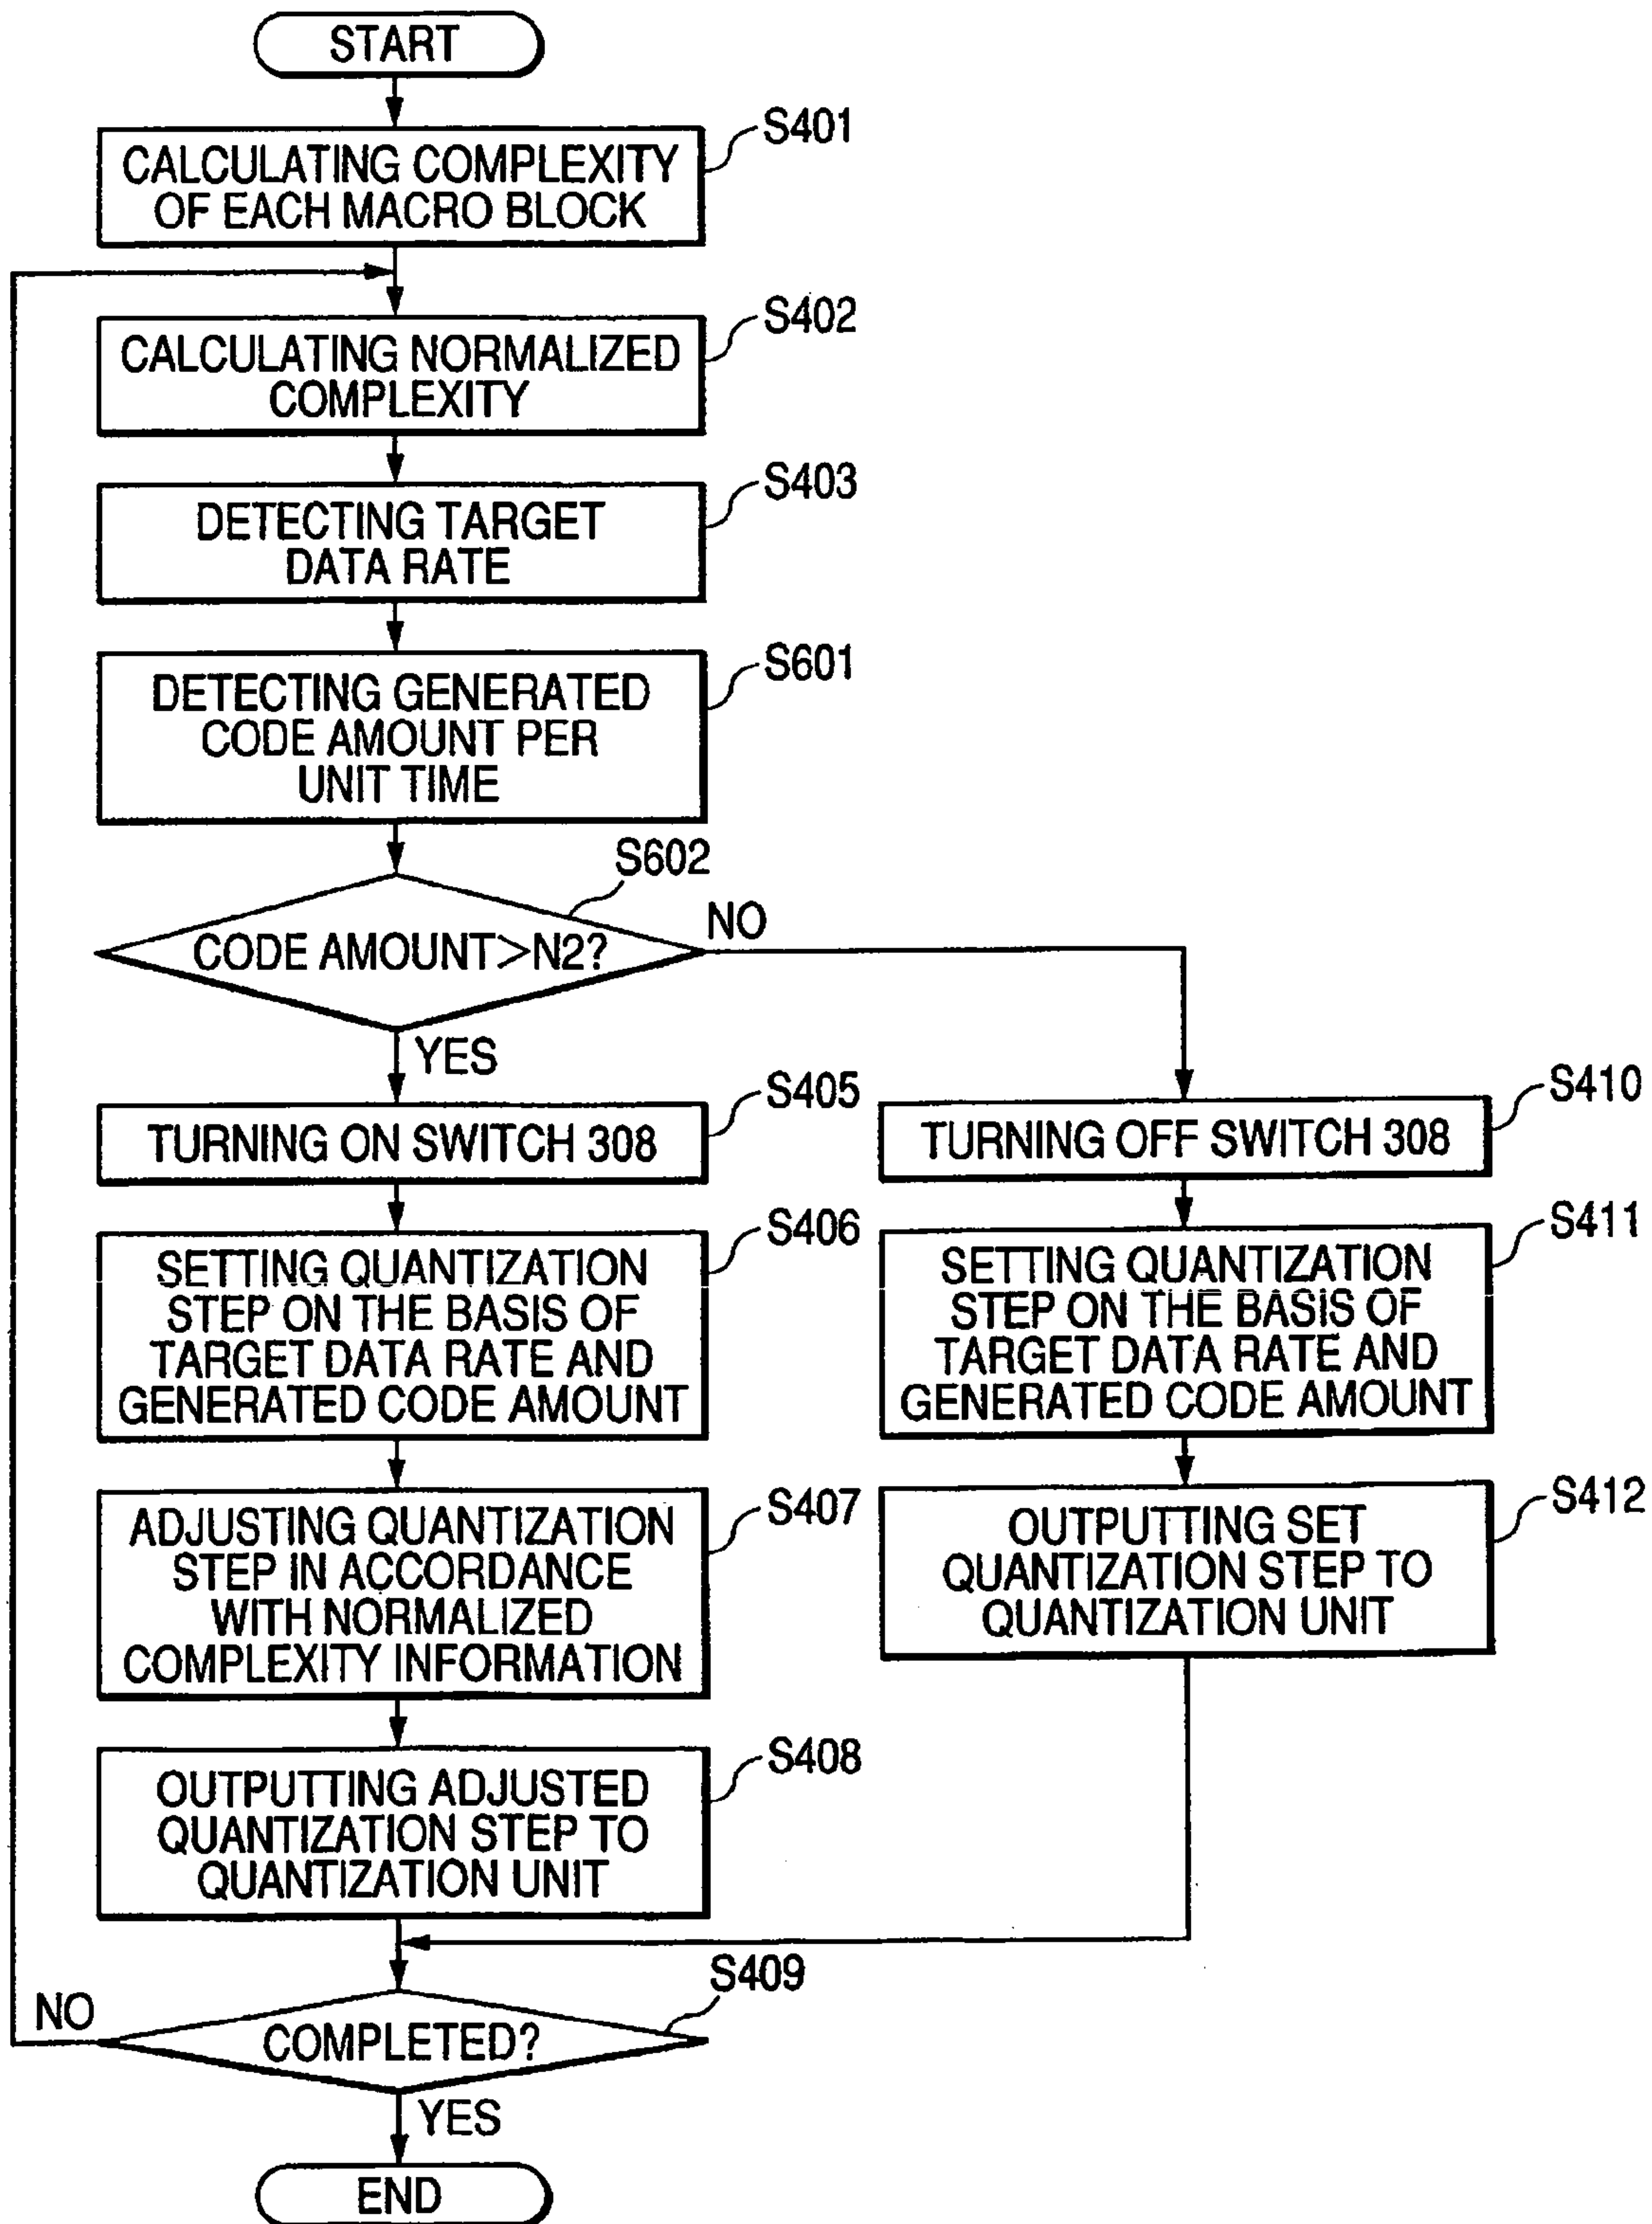 START
S401
CALCULATING COMPLEXITY
OF EACH MACRO BLOCK
S402
CALCULATING NORMALIZED
COMPLEXITY
S403
DETECTING TARGET
DATA RATE
S601
DETECTING GENERATED
CODE AMOUNT PER
UNIT TIME
S602
CODE AMOUNT>N2?
NO
YES
S405
TURNING ON SWITCH 308
S406
SETTING QUANTIZATION
STEP ON THE BASIS OF
TARGET DATA RATE AND
GENERATED CODE AMOUNT
S407
ADJUSTING QUANTIZATION
STEP IN ACCORDANCE
WITH NORMALIZED
COMPLEXITY INFORMATION
S408
OUTPUTTING ADJUSTED
QUANTIZATION STEP TO
QUANTIZATION UNIT
S410
TURNING OFF SWITCH 308
S411
SETTING QUANTIZATION
STEP ON THE BASIS OF
TARGET DATA RATE AND
GENERATED CODE AMOUNT
S412
OUTPUTTING SET
QUANTIZATION STEP TO
QUANTIZATION UNIT
S409
NO
COMPLETED?
YES
END